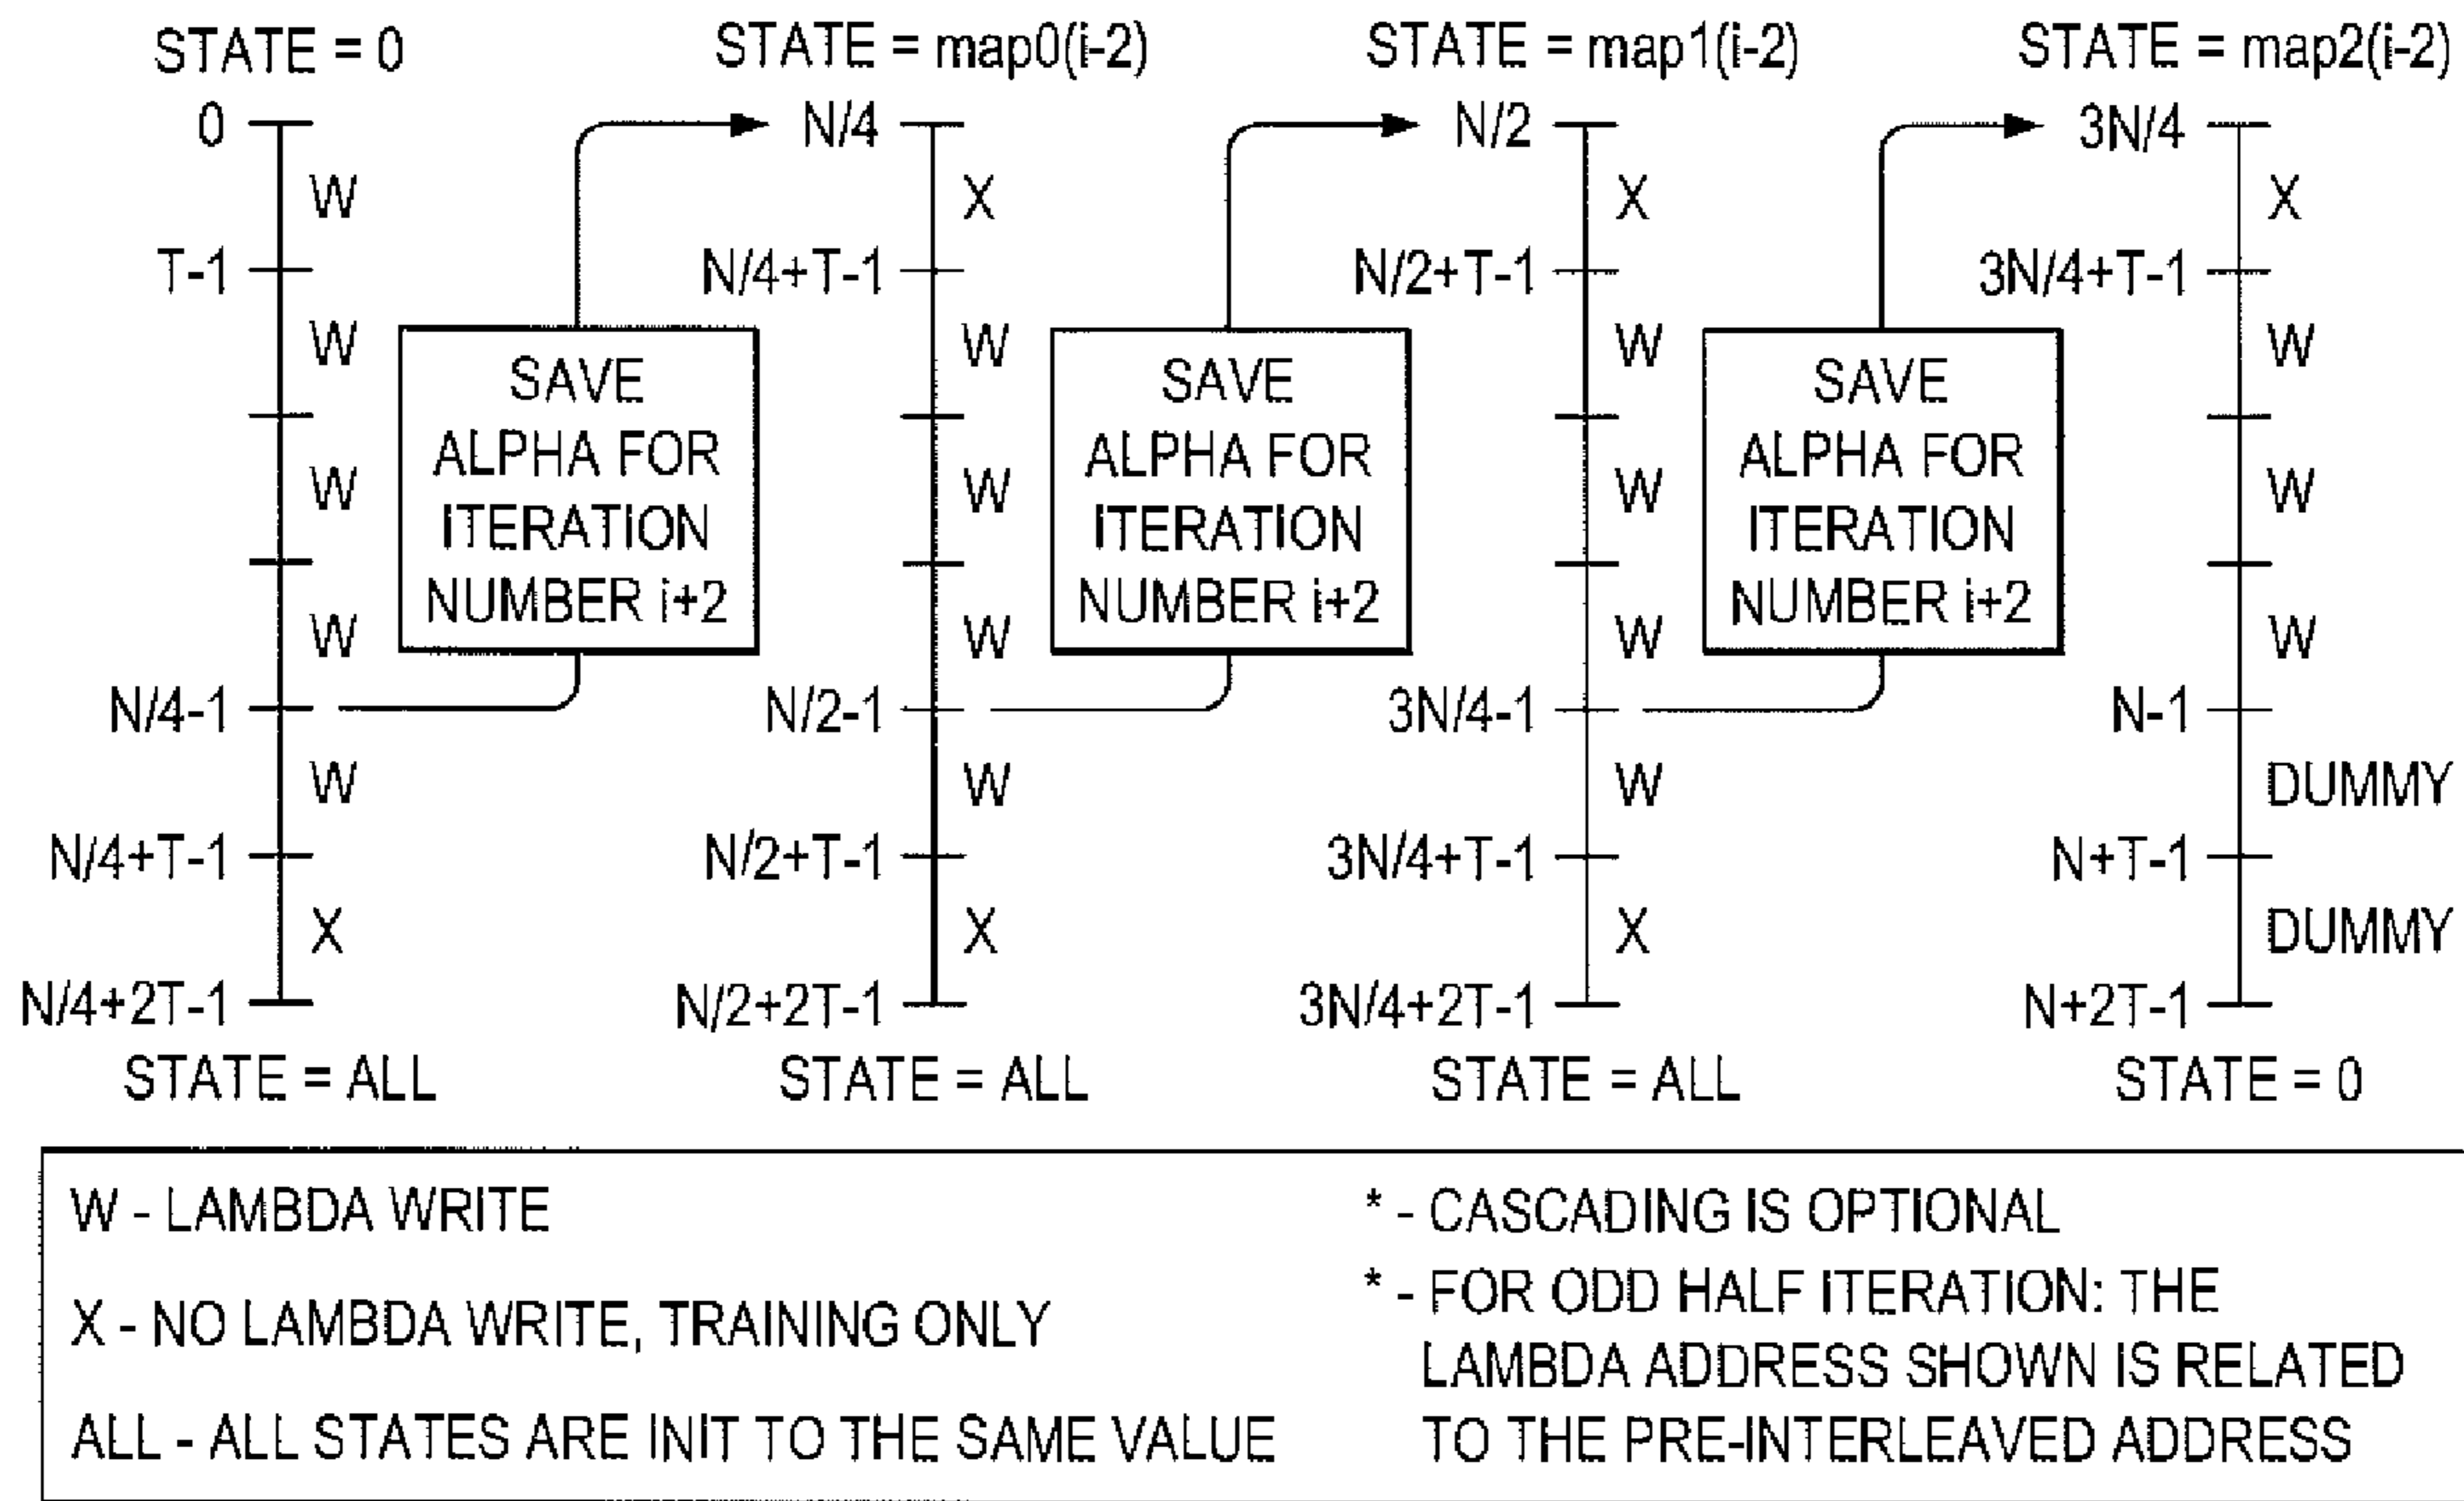 STATE = 0
0
W
T-1
W
W
W
N/4-1
W
N/4+T-1
X
N/4+2T-1
STATE = ALL
SAVE
ALPHA FOR
ITERATION
NUMBER i+2
STATE = map0(i-2)
N/4
X
N/4+T-1
W
W
W
N/2-1
W
N/2+T-1
X
N/2+2T-1
STATE = ALL
SAVE
ALPHA FOR
ITERATION
NUMBER i+2
STATE = map1(i-2)
N/2
X
N/2+T-1
W
W
W
3N/4-1
W
3N/4+T-1
X
3N/4+2T-1
STATE = ALL
SAVE
ALPHA FOR
ITERATION
NUMBER i+2
STATE = map2(i-2)
3N/4
X
3N/4+T-1
W
W
W
N-1
DUMMY
N+T-1
DUMMY
N+2T-1
STATE = 0
W - LAMBDA WRITE
X - NO LAMBDA WRITE, TRAINING ONLY
ALL - ALL STATES ARE INIT TO THE SAME VALUE
* - CASCADING IS OPTIONAL
* - FOR ODD HALF ITERATION: THE
LAMBDA ADDRESS SHOWN IS RELATED
TO THE PRE-INTERLEAVED ADDRESS